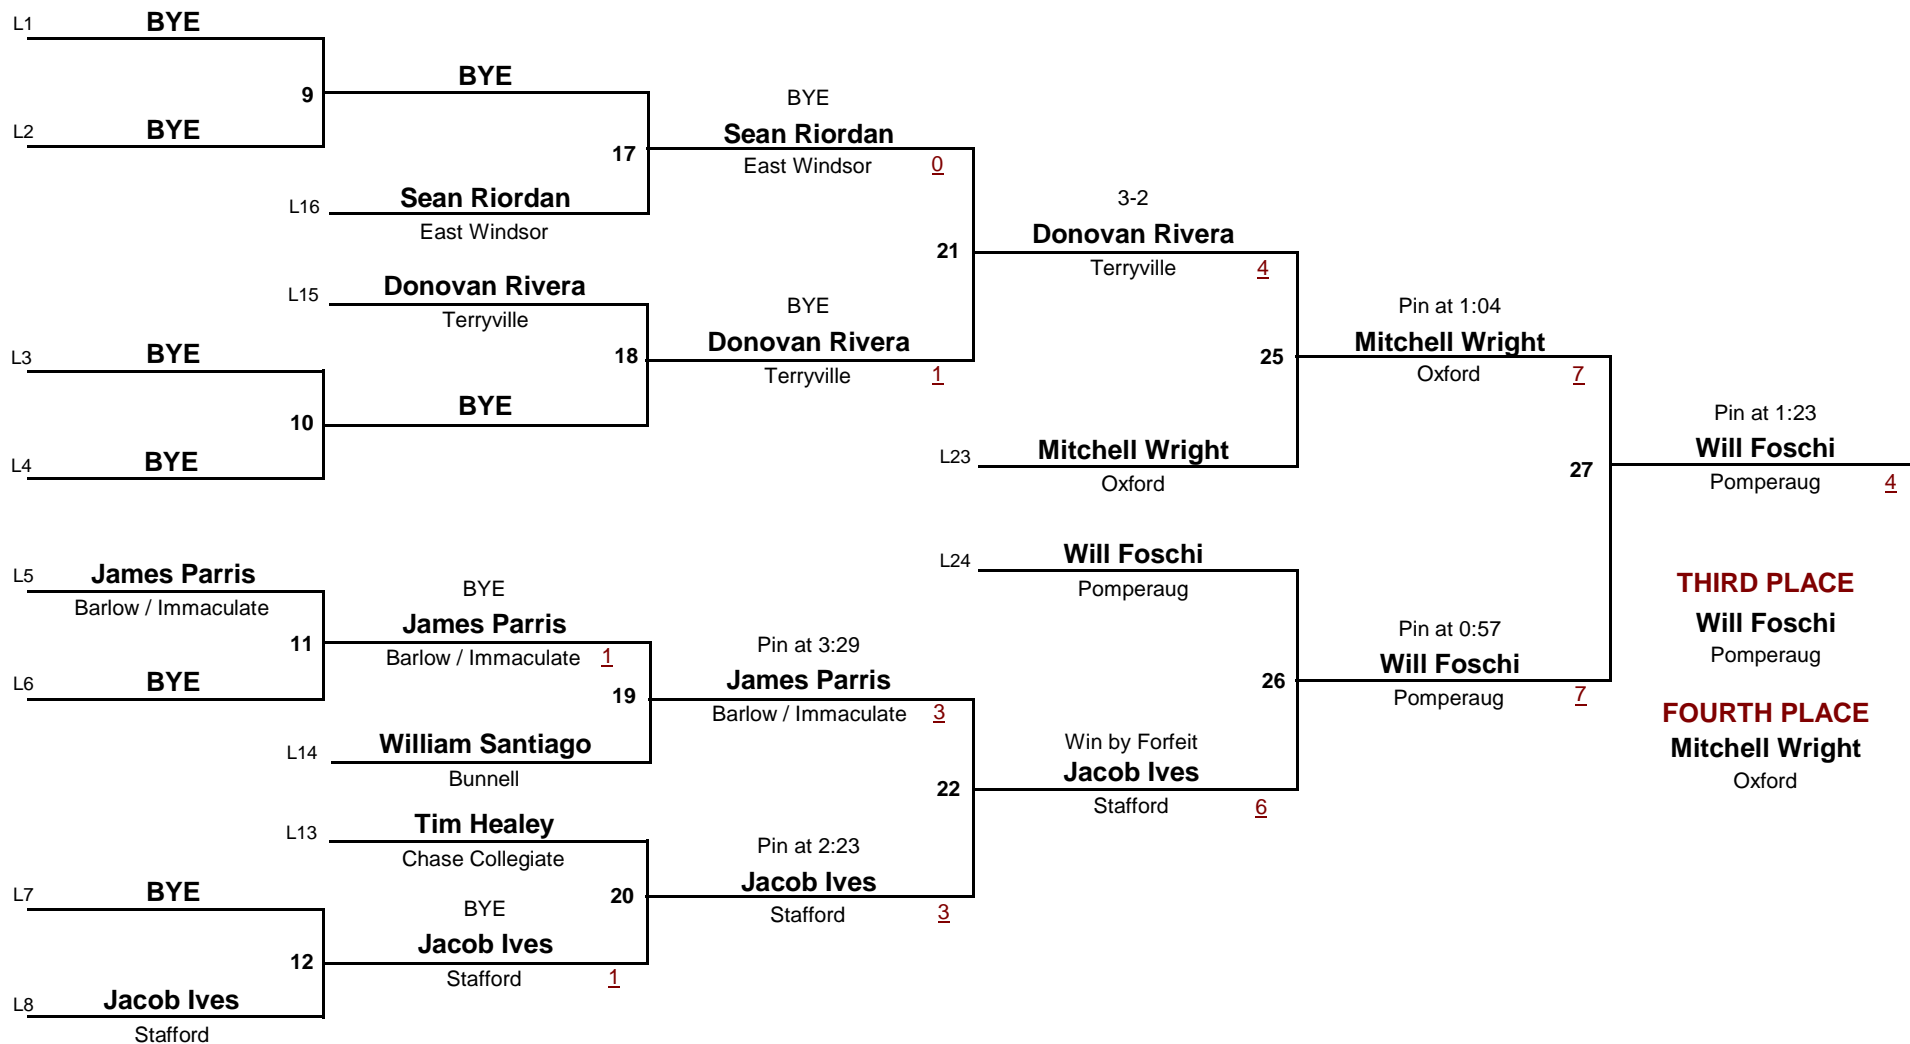 L1 BYE
9
BYE
L2 BYE
17
BYE
Sean Riordan
East Windsor 0
L16 Sean Riordan
East Windsor
21
3-2
Donovan Rivera
Terryville 4
L15 Donovan Rivera
Terryville
18
BYE
Donovan Rivera
Terryville 1
L3 BYE
10
BYE
L4 BYE
25
Pin at 1:04
Mitchell Wright
Oxford 7
L23 Mitchell Wright
Oxford
27
Pin at 1:23
Will Foschi
Pomperaug 4
L24 Will Foschi
Pomperaug
L5 James Parris
Barlow / Immaculate
11
BYE
James Parris
Barlow / Immaculate 1
L6 BYE
19
Pin at 3:29
James Parris
Barlow / Immaculate 3
L14 William Santiago
Bunnell
26
Pin at 0:57
Will Foschi
Pomperaug 7
22
Win by Forfeit
Jacob Ives
Stafford 6
L13 Tim Healey
Chase Collegiate
20
Pin at 2:23
Jacob Ives
Stafford 3
L7 BYE
12
BYE
Jacob Ives
Stafford 1
L8 Jacob Ives
Stafford
THIRD PLACE
Will Foschi
Pomperaug
FOURTH PLACE
Mitchell Wright
Oxford